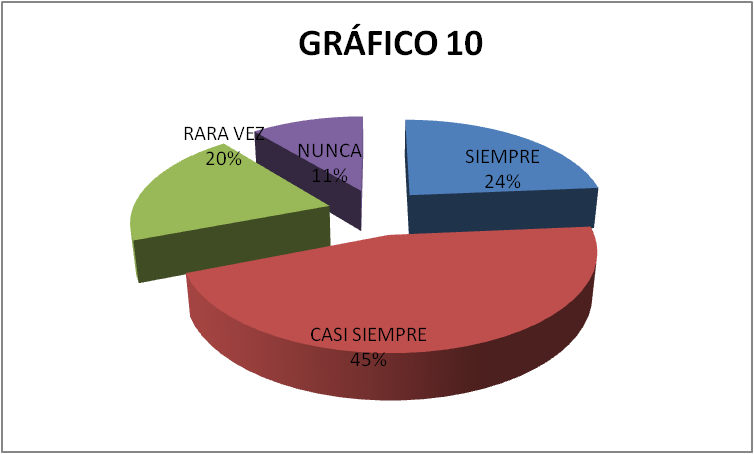 GRÁFICO 10
RARA VEZ
20%
NUNCA
11%
SIEMPRE
24%
CASI SIEMPRE
45%